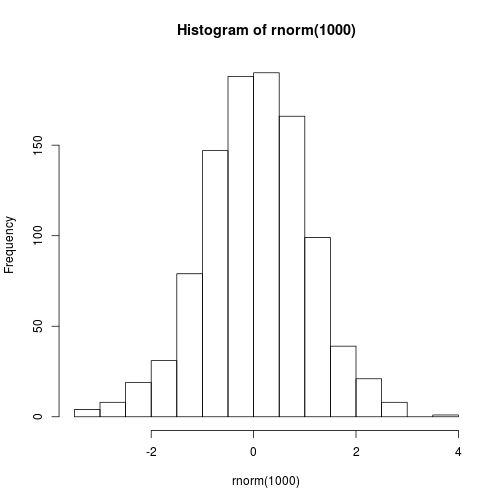 Histogram of rnorm(1000)
Frequency
150
100
50
0
-2 0 2 4
rnorm(1000)